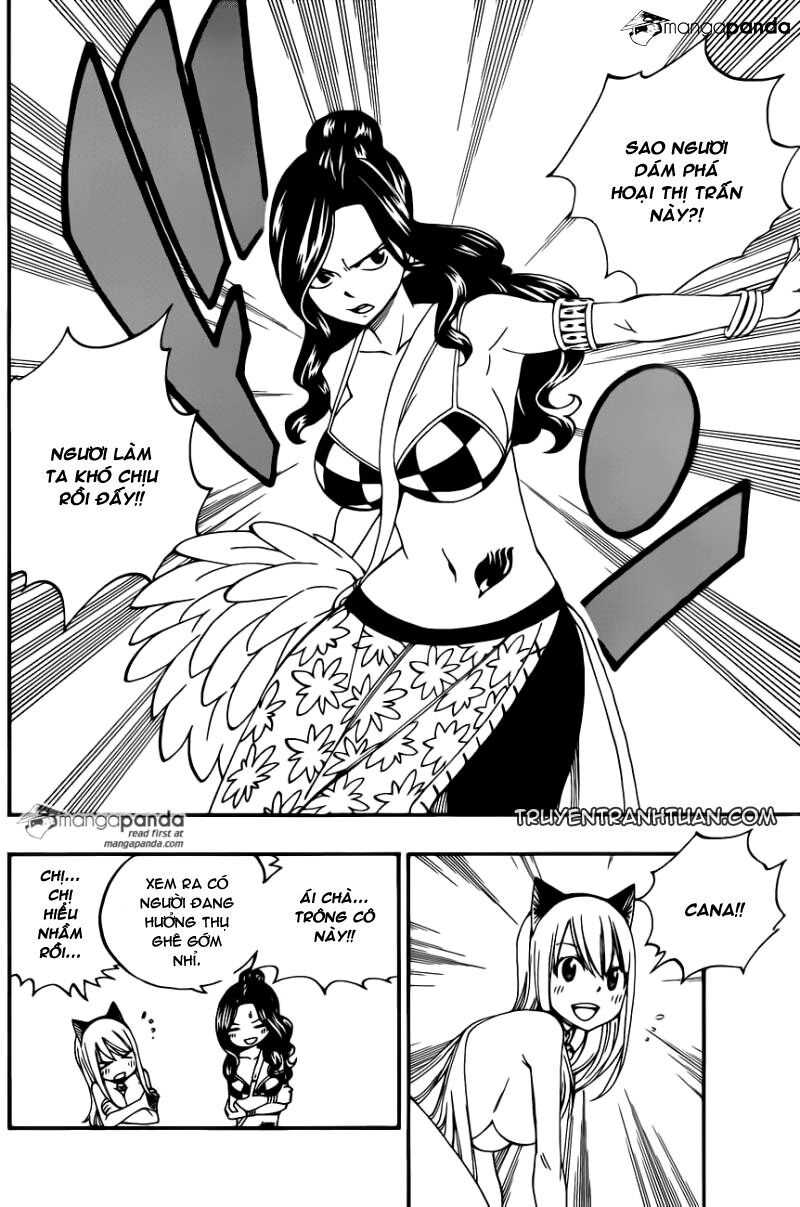 mangapanda
SAO NGƯƠI
DÁM PHÁ
HOẠI THỊ TRẤN
NÀY?!
NGƯƠI LÀM
TA KHÓ CHỊU
RỒI ĐẤY!!
mangapanda
read first at
mangapanda.com
TRUYENTRANHTUAN.COM
CANA!!
ÁI CHÀ...
TRÔNG CÔ
NÀY!!
XEM RA CÓ
NGƯỜI ĐANG
HƯỞNG THỤ
GHÊ GỚM
NHỈ.
CHỊ...
CHỊ
HIỂU
NHẦM
RỒI...